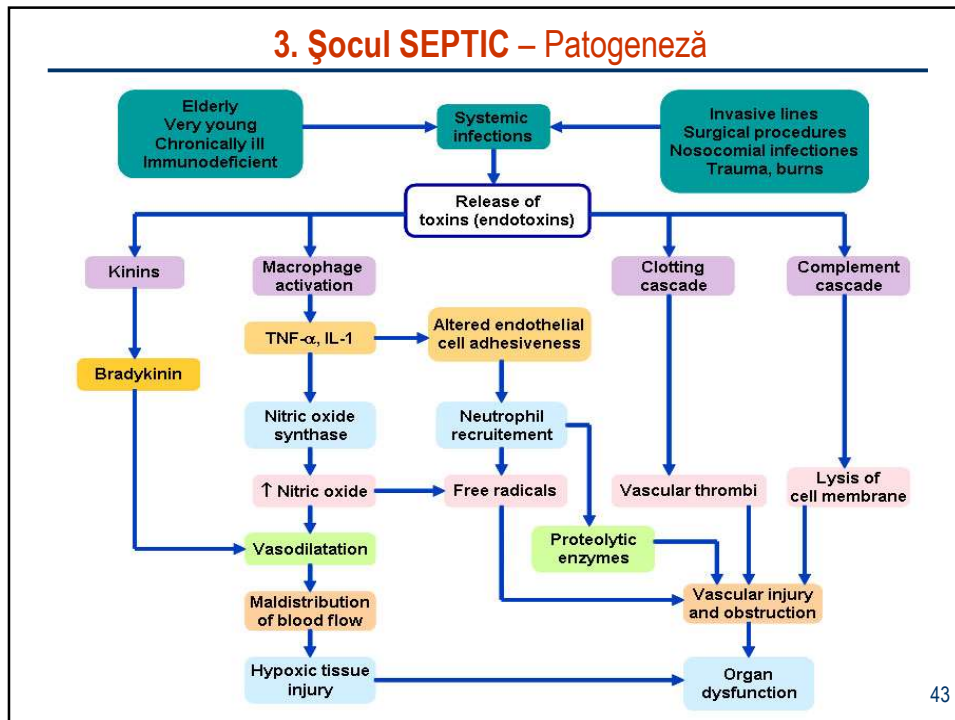 3. Şocul SEPTIC – Patogeneză
Elderly
Very young
Chronically ill
Immunodeficient
Systemic
infections
Invasive lines
Surgical procedures
Nosocomial infectiones
Trauma, burns
Release of
toxins (endotoxins)
Kinins
Macrophage
activation
Clotting
cascade
Complement
cascade
TNF-α, IL-1
Altered endothelial
cell adhesiveness
Bradykinin
Nitric oxide
synthase
Neutrophil
recruitement
↑ Nitric oxide
Free radicals
Vascular thrombi
Lysis of
cell membrane
Vasodilatation
Proteolytic
enzymes
Maldistribution
of blood flow
Vascular injury
and obstruction
Hypoxic tissue
injury
Organ
dysfunction
43